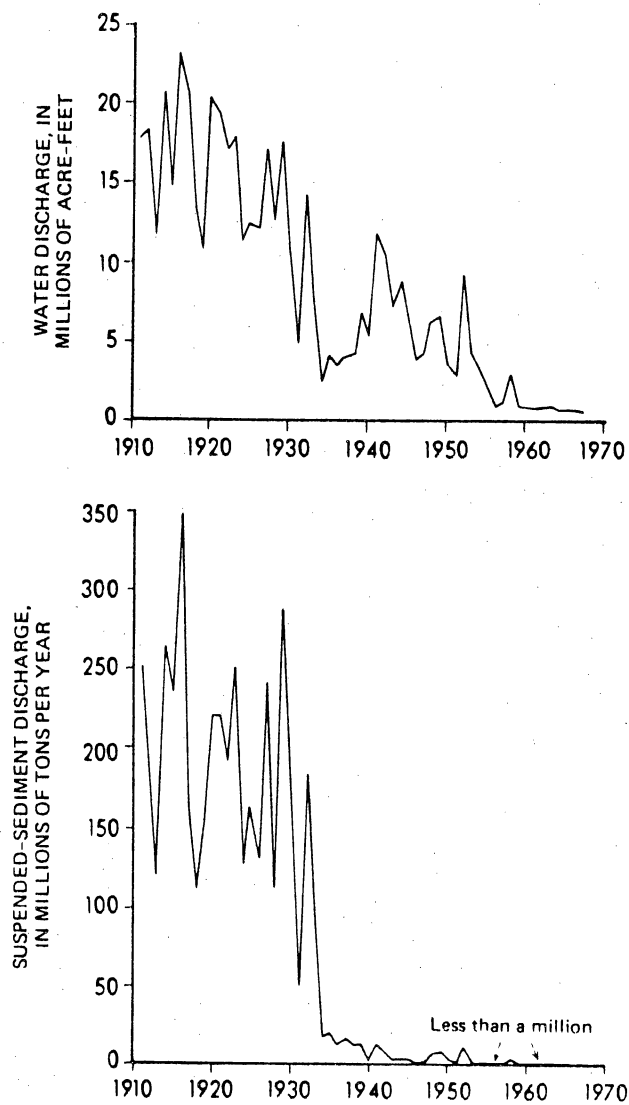 WATER DISCHARGE, IN
MILLIONS OF ACRE-FEET
25
20
15
10
5
0
1910 1920 1930 1940 1950 1960 1970
SUSPENDED-SEDIMENT DISCHARGE,
IN MILLIONS OF TONS PER YEAR
350
300
250
200
150
100
50
0
Less than a million
1910 1920 1930 1940 1950 1960 1970